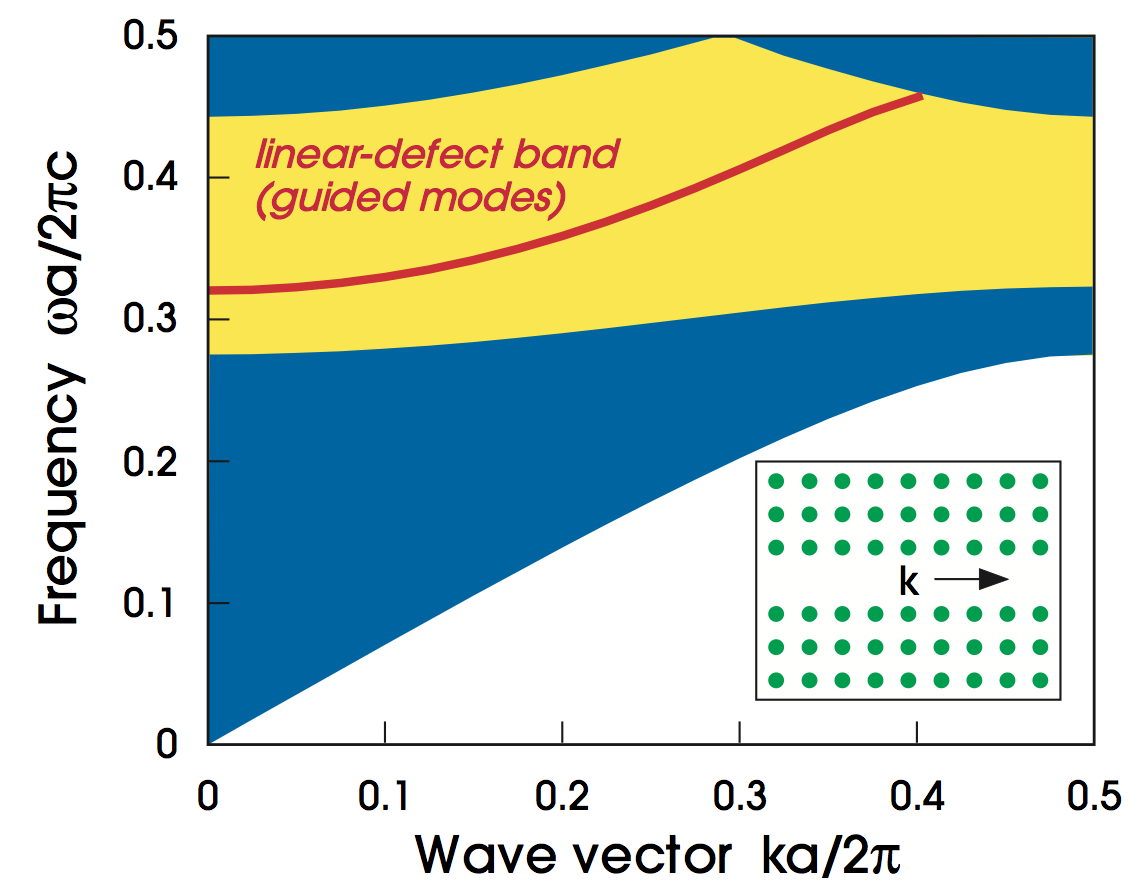 0.5
0.4
0.3
0.2
0.1
0
Frequency ωa/2πc
linear-defect band
(guided modes)
k
0 0.1 0.2 0.3 0.4 0.5
Wave vector ka/2π